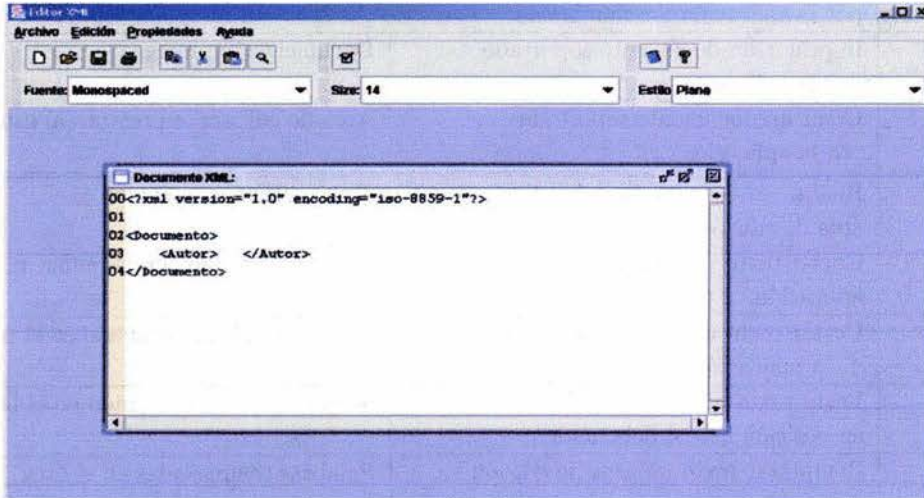 Editor XML
Archivo Edición Propiedades Ayuda
Fuente: Monospaced Size: 14 Estilo Plano
Documento XML:
00<?xml version="1.0" encoding="iso-8859-1"?>
01
02<Documento>
03 <Autor> </Autor>
04</Documento>